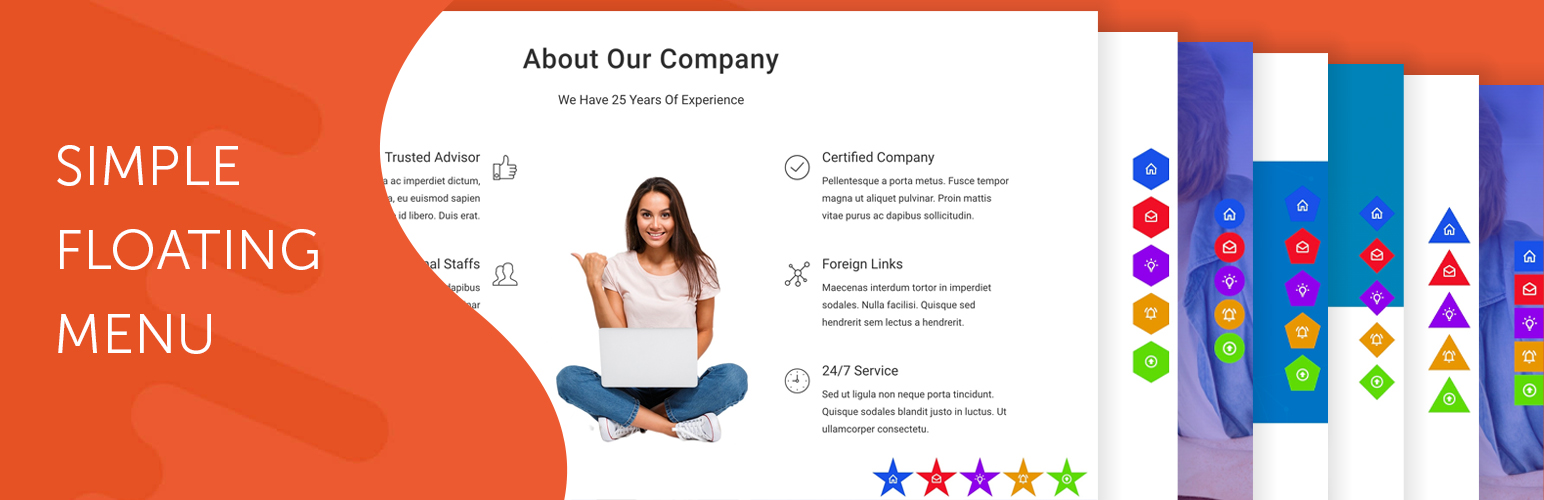 SIMPLE
FLOATING
MENU
About Our Company
We Have 25 Years Of Experience
Trusted Advisor
a ac imperdiet dictum,
, eu euismod sapien
id libero. Duis erat.
Staffs
dapibus
Certified Company
Pellentesque a porta metus. Fusce tempor
magna ut aliquet pulvinar. Proin mattis
vitae purus ac dapibus sollicitudin.
Foreign Links
Maecenas interdum tortor in imperdiet
sodales. Nulla facilisi. Quisque sed
hendrerit sem lectus a hendrerit.
24/7 Service
Sed ut ligula non neque porta tincidunt.
Quisque sodales blandit justo in luctus. Ut
ullamcorper consectetu.